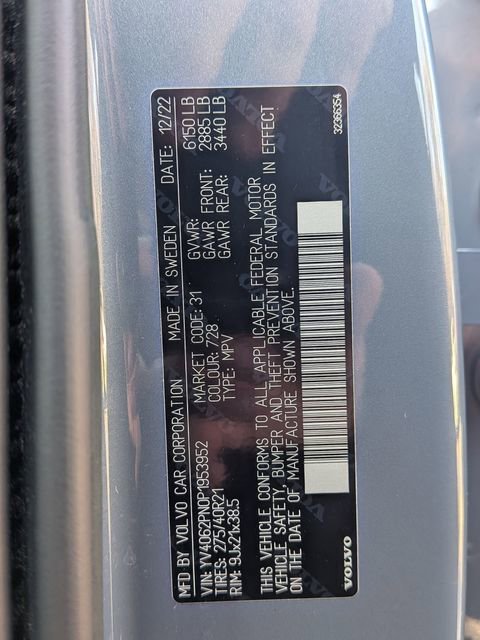 MFD BY VOLVO CAR CORPORATION MADE IN SWEDEN DATE: 12/22
VIN: YV4062PN0P1953952 MARKET CODE: 31 GVWR: 6150 LB
TIRES: 275/40R21 COLOUR: 728 GAWR FRONT: 2885 LB
RIM: 9Jx21x38.5 TYPE: MPV GAWR REAR: 3440 LB
THIS VEHICLE CONFORMS TO ALL APPLICABLE FEDERAL MOTOR
VEHICLE SAFETY, BUMPER AND THEFT PREVENTION STANDARDS IN EFFECT
ON THE DATE OF MANUFACTURE SHOWN ABOVE.
VOLVO 32366354